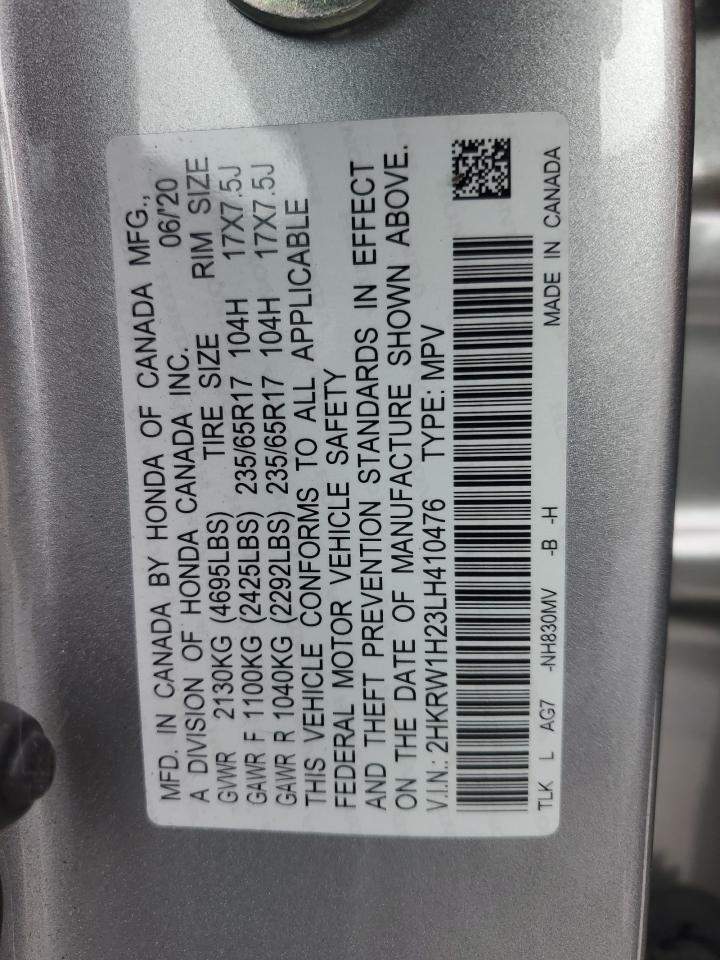 MFD. IN CANADA BY HONDA OF CANADA MFG.,
A DIVISION OF HONDA CANADA INC. 06/'20
GVWR 2130KG (4695LBS) TIRE SIZE RIM SIZE
GAWR F 1100KG (2425LBS) 235/65R17 104H 17X7.5J
GAWR R 1040KG (2292LBS) 235/65R17 104H 17X7.5J
THIS VEHICLE CONFORMS TO ALL APPLICABLE
FEDERAL MOTOR VEHICLE SAFETY
AND THEFT PREVENTION STANDARDS IN EFFECT
ON THE DATE OF MANUFACTURE SHOWN ABOVE.
V.I.N.: 2HKRW1H23LH410476 TYPE: MPV
TLK L AG7 -NH830MV -B -H MADE IN CANADA